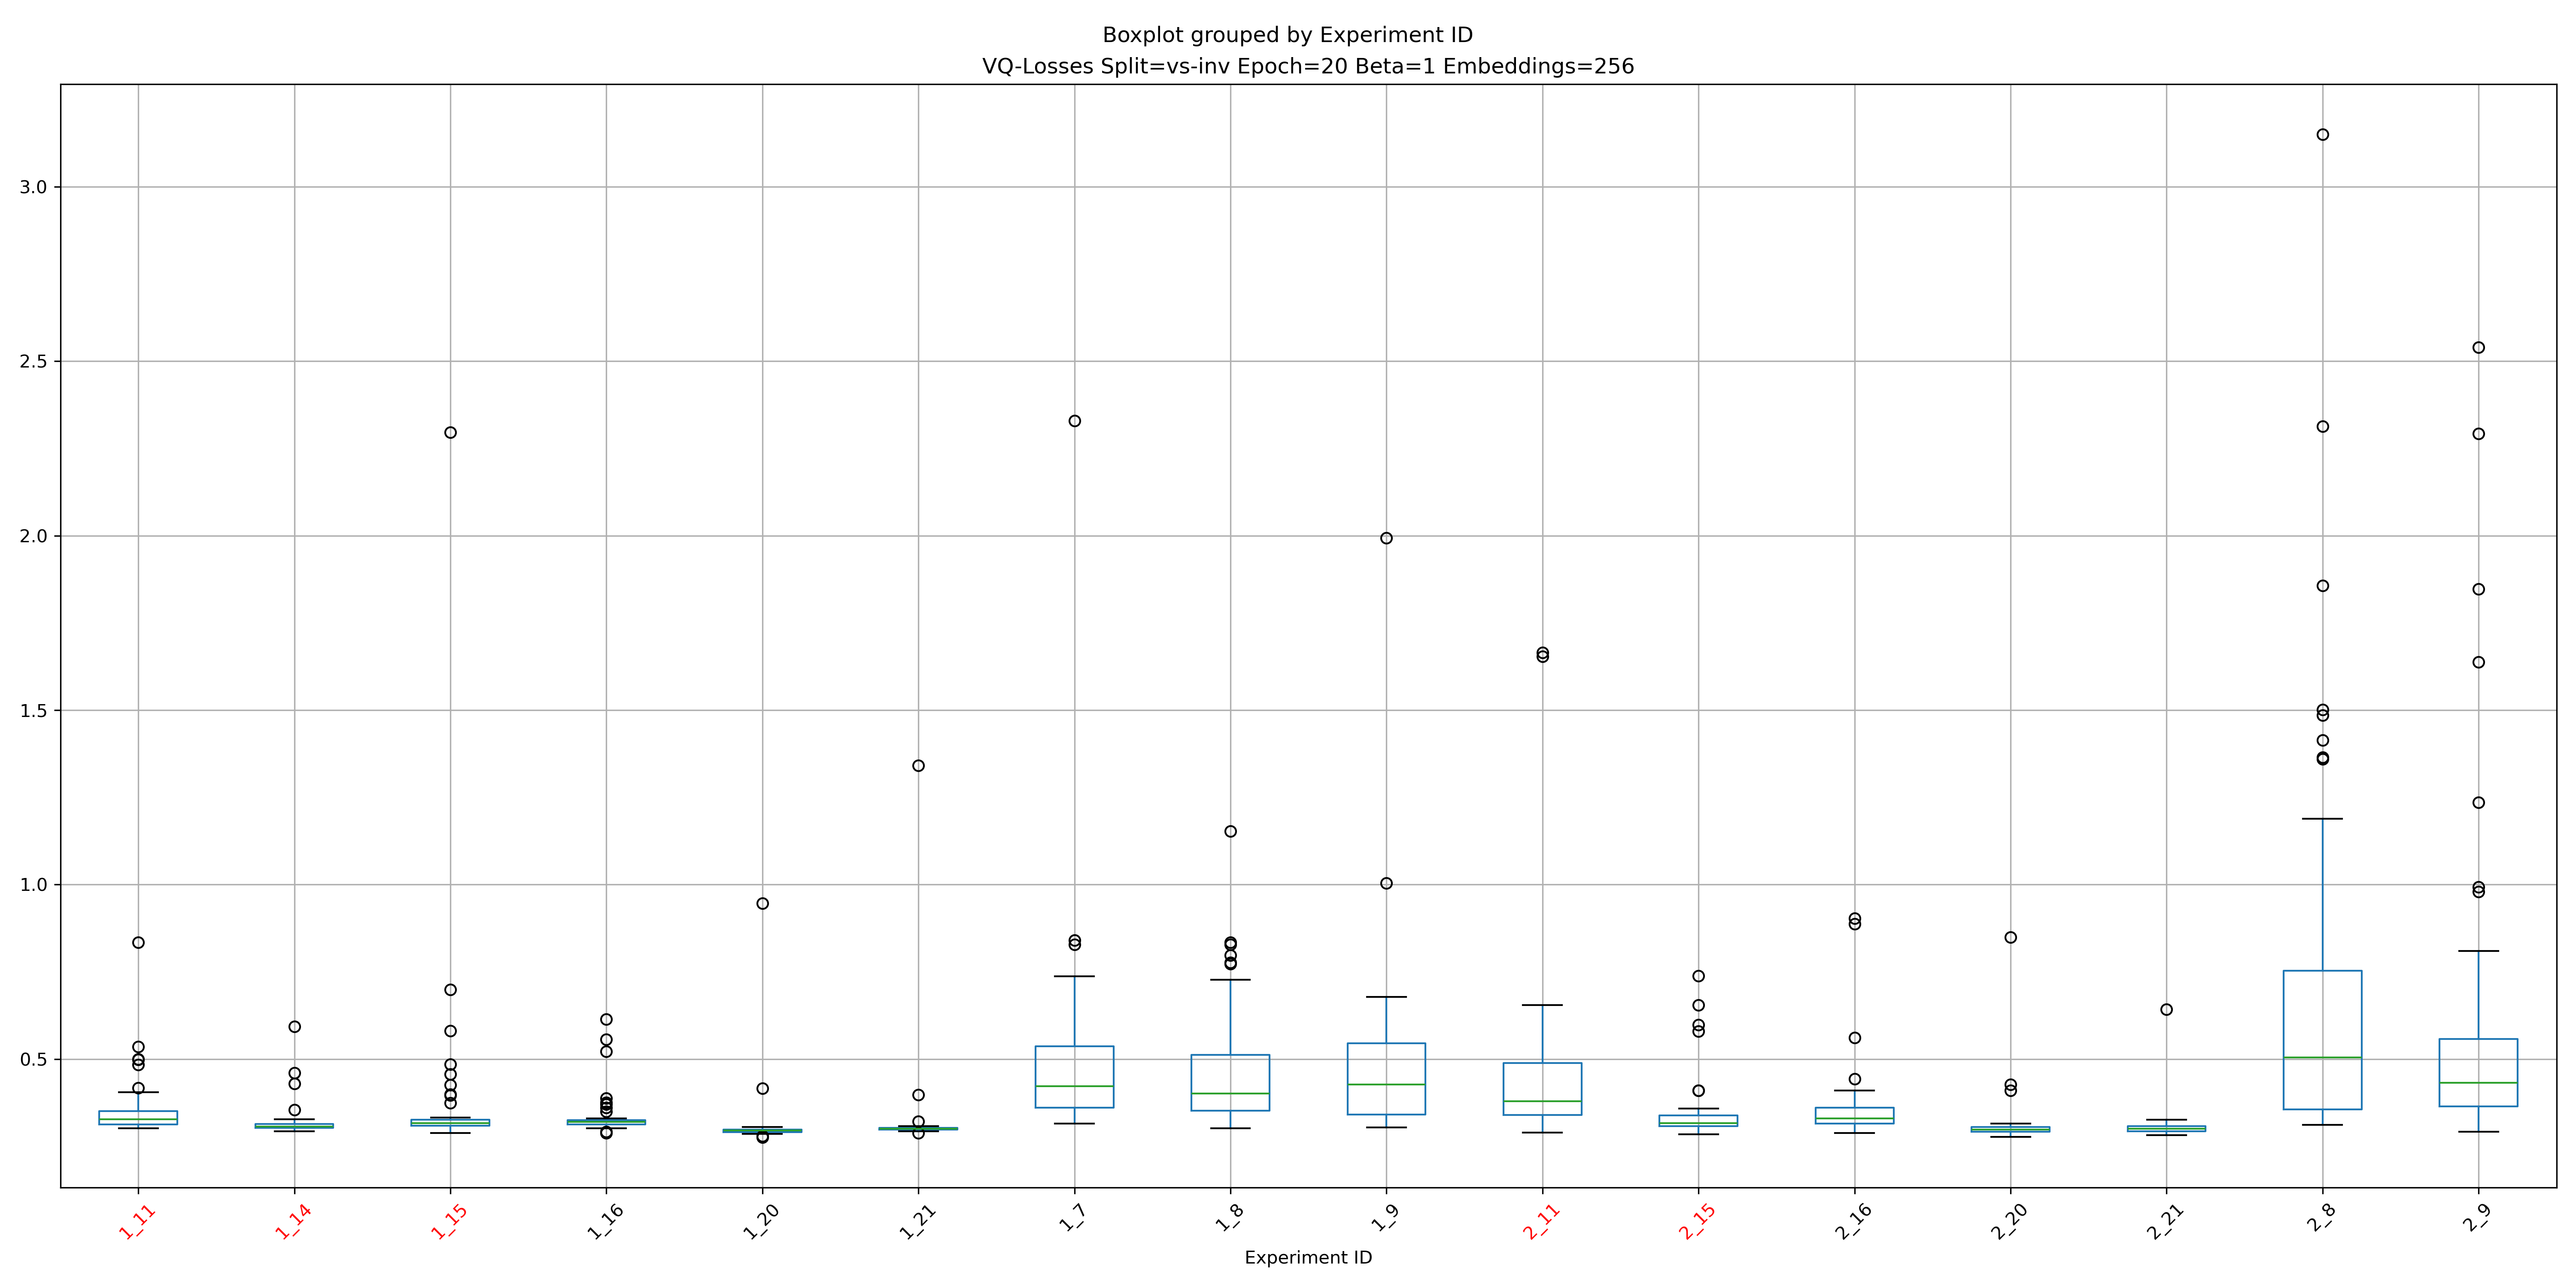 Boxplot grouped by Experiment ID
VQ-Losses Split=vs-inv Epoch=20 Beta=1 Embeddings=256
3.0
2.5
2.0
1.5
1.0
0.5
1_11 1_14 1_15 1_16 1_20 1_21 1_7 1_8 1_9 2_11 2_15 2_16 2_20 2_21 2_8 2_9
Experiment ID